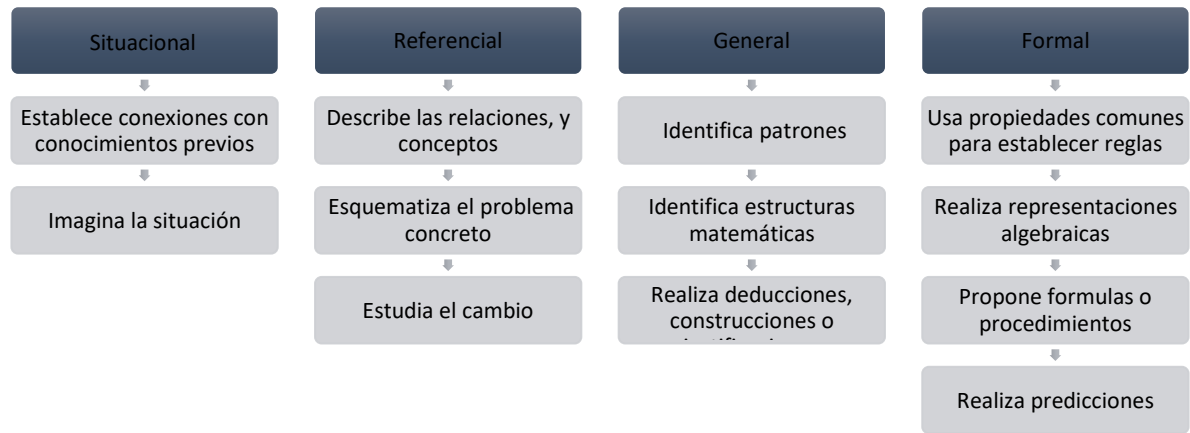 Situacional
Establece conexiones con
conocimientos previos
Imagina la situación
Referencial
Describe las relaciones, y
conceptos
Esquematiza el problema
concreto
Estudia el cambio
General
Identifica patrones
Identifica estructuras
matemáticas
Realiza deducciones,
construcciones o
Formal
Usa propiedades comunes
para establecer reglas
Realiza representaciones
algebraicas
Propone formulas o
procedimientos
Realiza predicciones